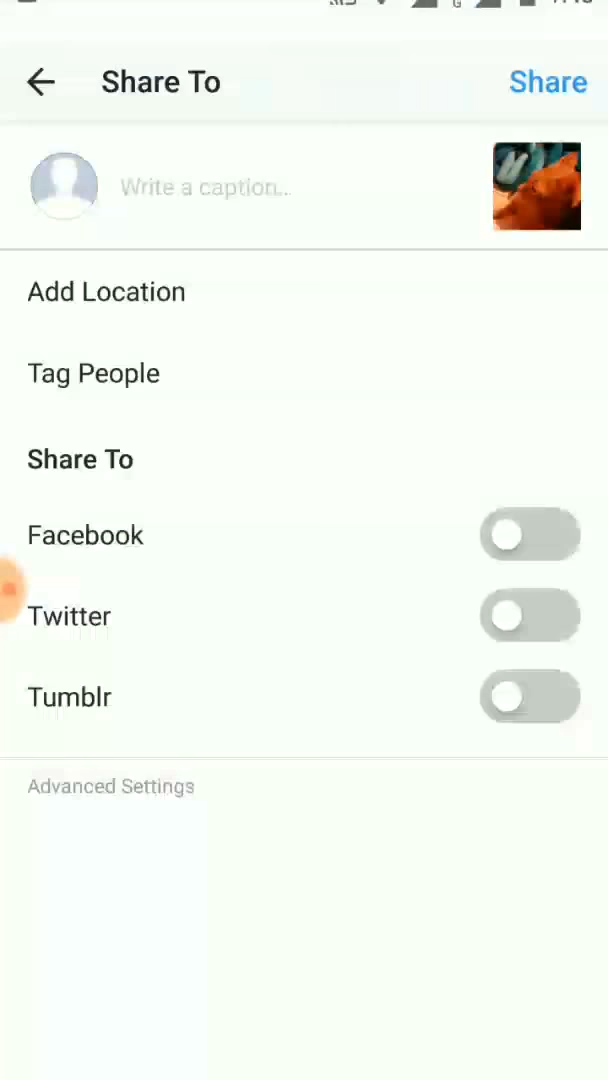 Share To
Share
Write a caption...
Add Location
Tag People
Share To
Facebook
Twitter
Tumblr
Advanced Settings